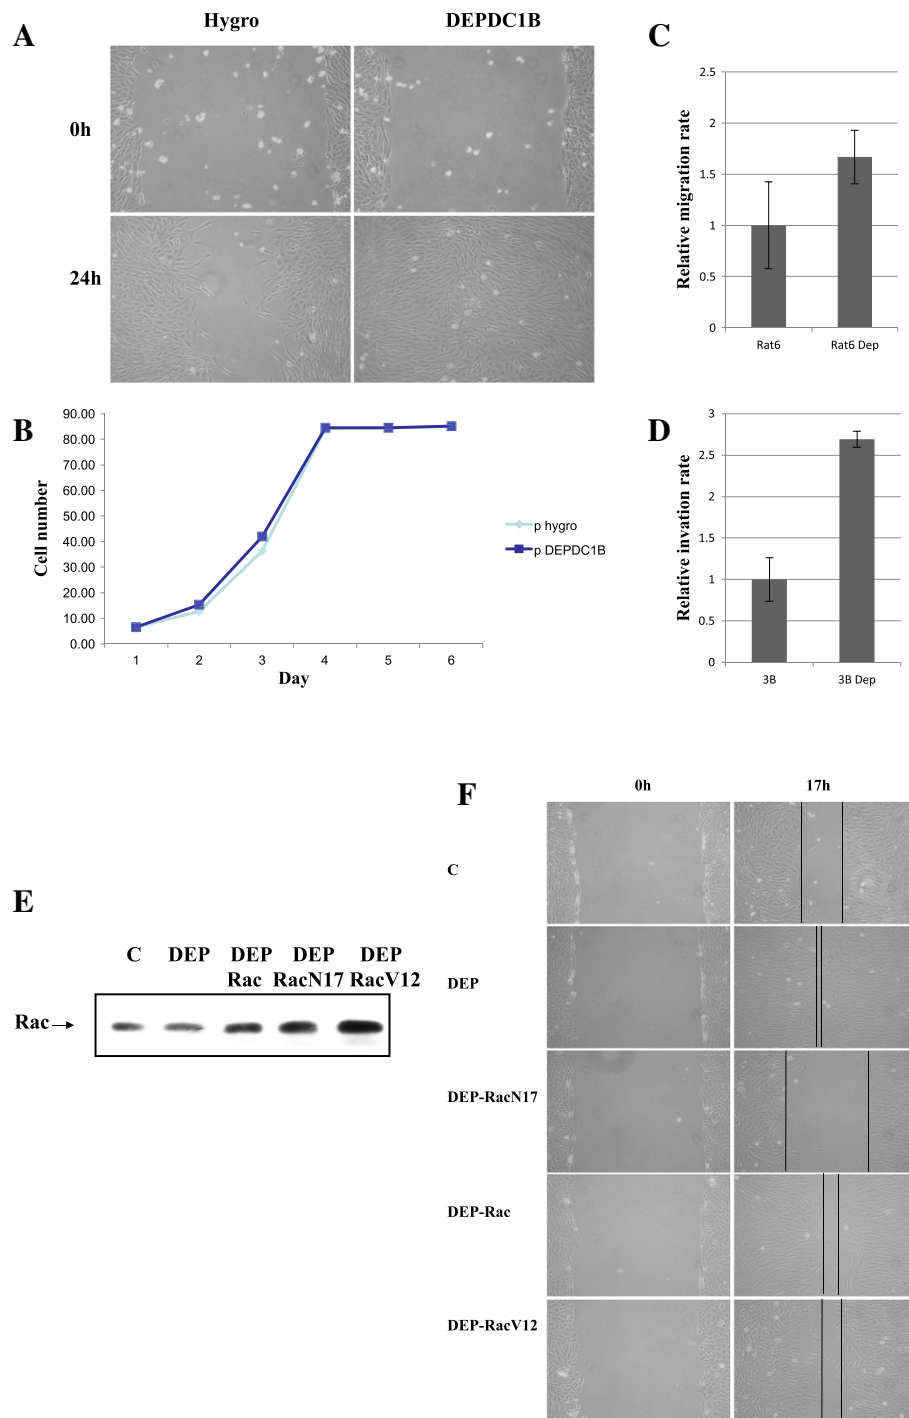 A
Hygro
DEPDC1B
0h
24h
B
90.00
80.00
70.00
60.00
50.00
40.00
30.00
20.00
10.00
0.00
Cell number
1 2 3 4 5 6
Day
p hygro
p DEPDC1B
C
2.5
2
1.5
1
0.5
0
Relative migration rate
Rat6 Rat6 Dep
D
3
2.5
2
1.5
1
0.5
0
Relative invation rate
3B 3B Dep
E
C DEP DEP DEP DEP
Rac RacN17 RacV12
Rac
F
0h 17h
C
DEP
DEP-RacN17
DEP-Rac
DEP-RacV12